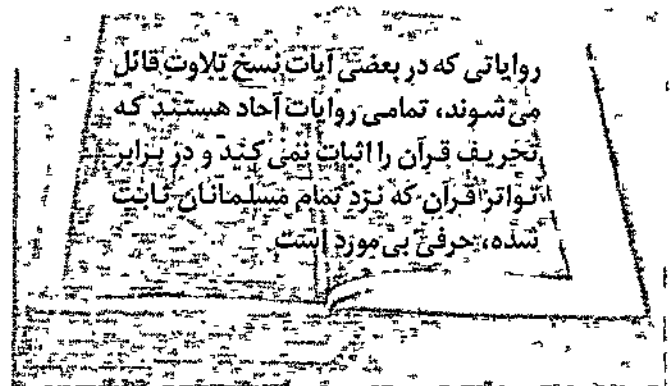 روایاتی که در بعضی آیات نسخ تلاوت قائل
می‌شوند، تمامی روایات آحاد هستند که
تحریف قرآن را اثبات نمی‌کند و در برابر
تواتر قرآن که نزد تمام مسلمانان ثابت
شده، حرفی بی‌مورد است